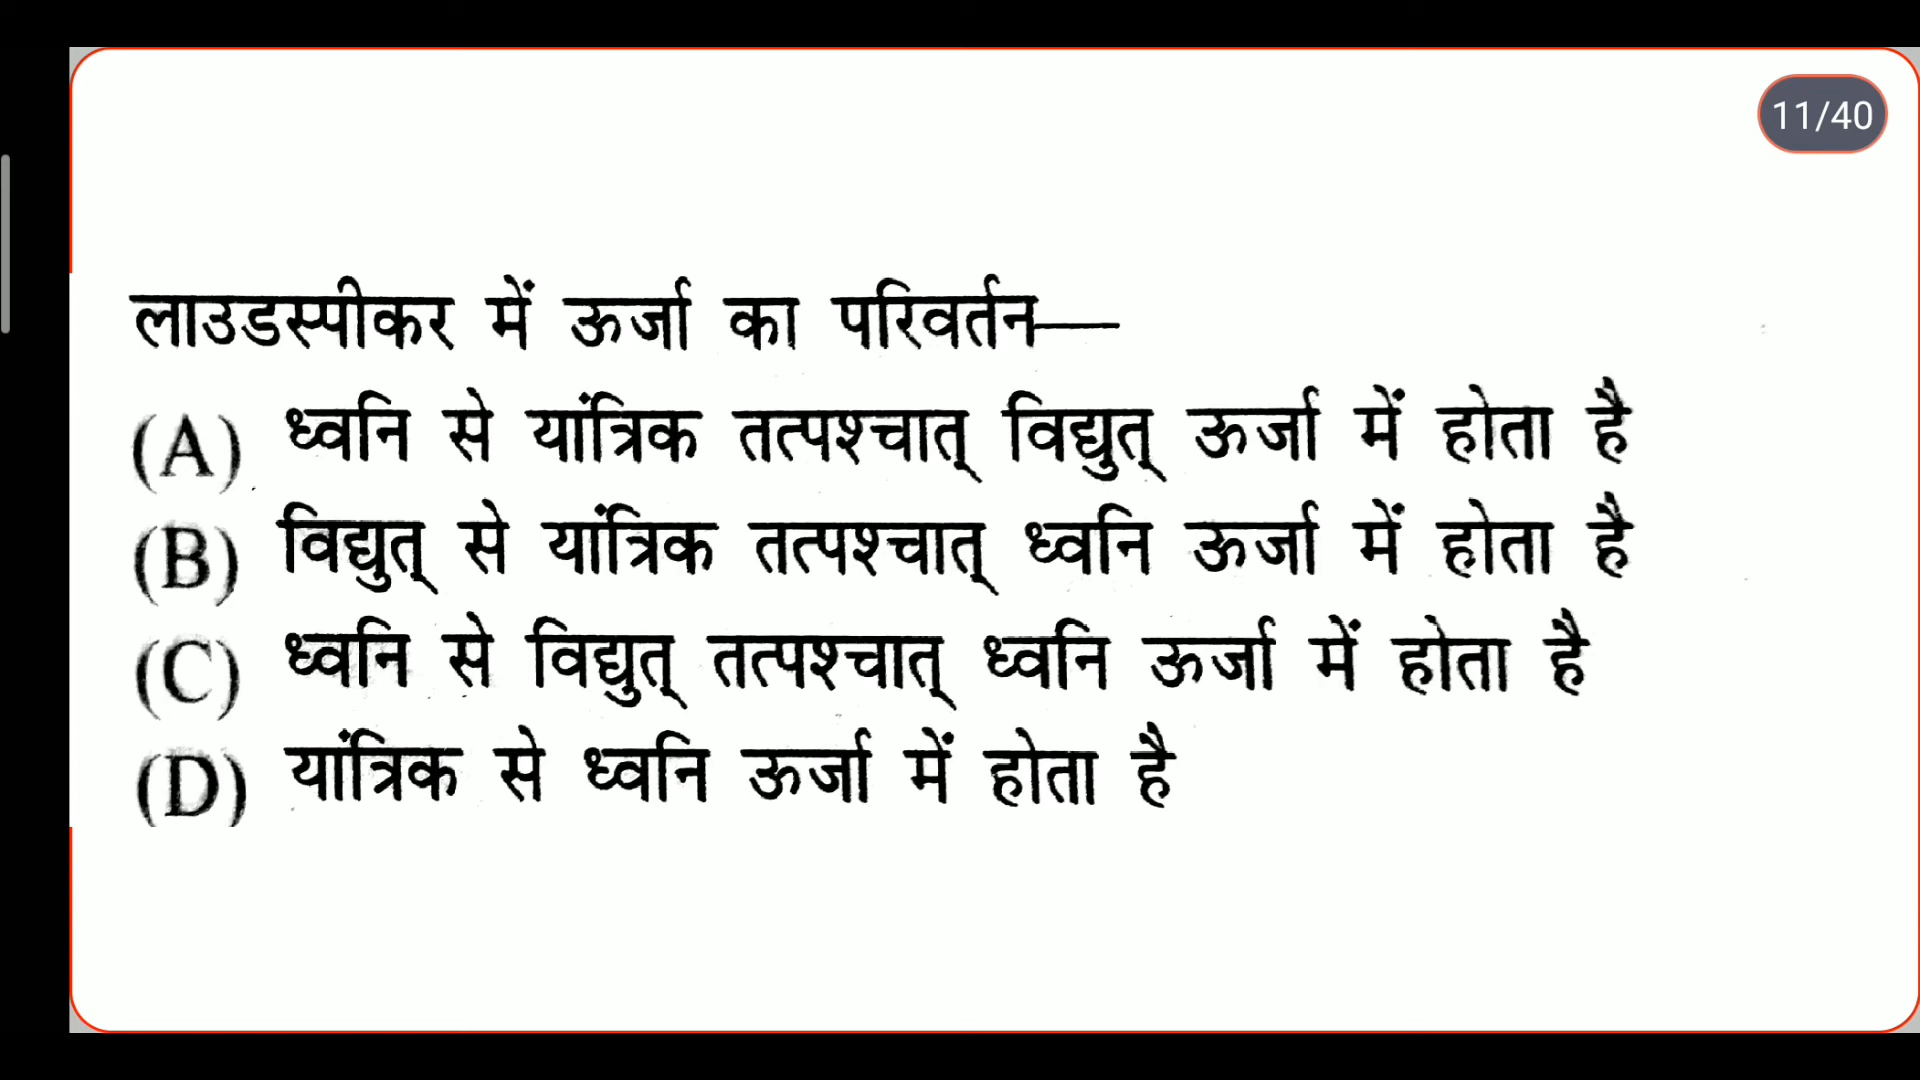 11/40
लाउडस्पीकर में ऊर्जा का परिवर्तन—
(A) ध्वनि से यांत्रिक तत्पश्चात् विद्युत् ऊर्जा में होता है
(B) विद्युत् से यांत्रिक तत्पश्चात् ध्वनि ऊर्जा में होता है
(C) ध्वनि से विद्युत् तत्पश्चात् ध्वनि ऊर्जा में होता है
(D) यांत्रिक से ध्वनि ऊर्जा में होता है